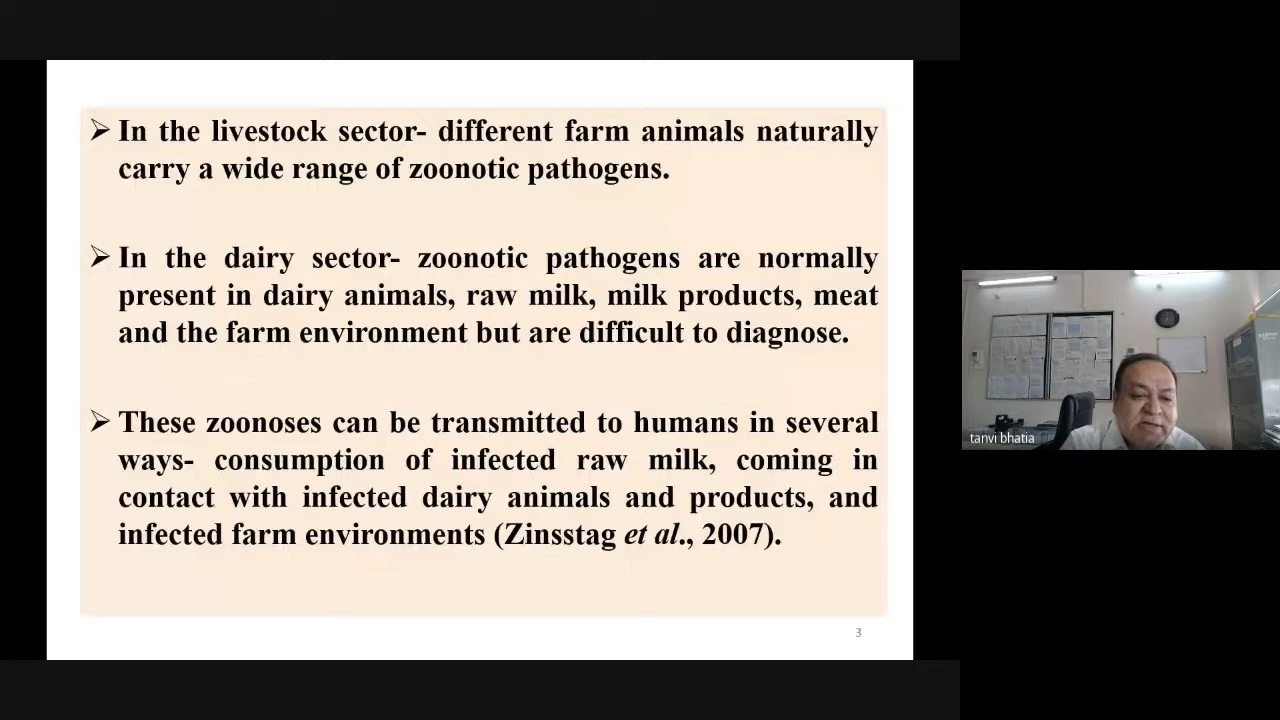 ➢ In the livestock sector- different farm animals naturally
carry a wide range of zoonotic pathogens.
➢ In the dairy sector- zoonotic pathogens are normally
present in dairy animals, raw milk, milk products, meat
and the farm environment but are difficult to diagnose.
➢ These zoonoses can be transmitted to humans in several
ways- consumption of infected raw milk, coming in
contact with infected dairy animals and products, and
infected farm environments (Zinsstag et al., 2007).
3
tanvi bhatia